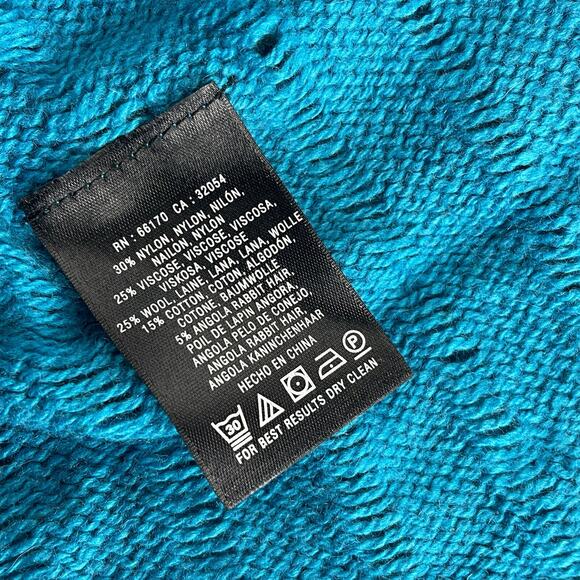 RN : 66170 CA : 32054
30% NYLON, NYLON, NILÓN,
NAILON, NYLON
25% VISCOSE, VISCOSE, VISCOSA,
VISKOSA, VISCOSE
25% WOOL, LAINE, LANA, LANA, WOLLE
15% COTTON, COTON, ALGODÓN,
COTONE, BAUMWOLLE
5% ANGORA RABBIT HAIR,
POIL DE LAPIN ANGORA,
ANGOLA PELO DE CONEJO,
ANGORA RABBIT HAIR,
ANGOLA KANINCHENHAAR
HECHO EN CHINA
30 P
FOR BEST RESULTS DRY CLEAN